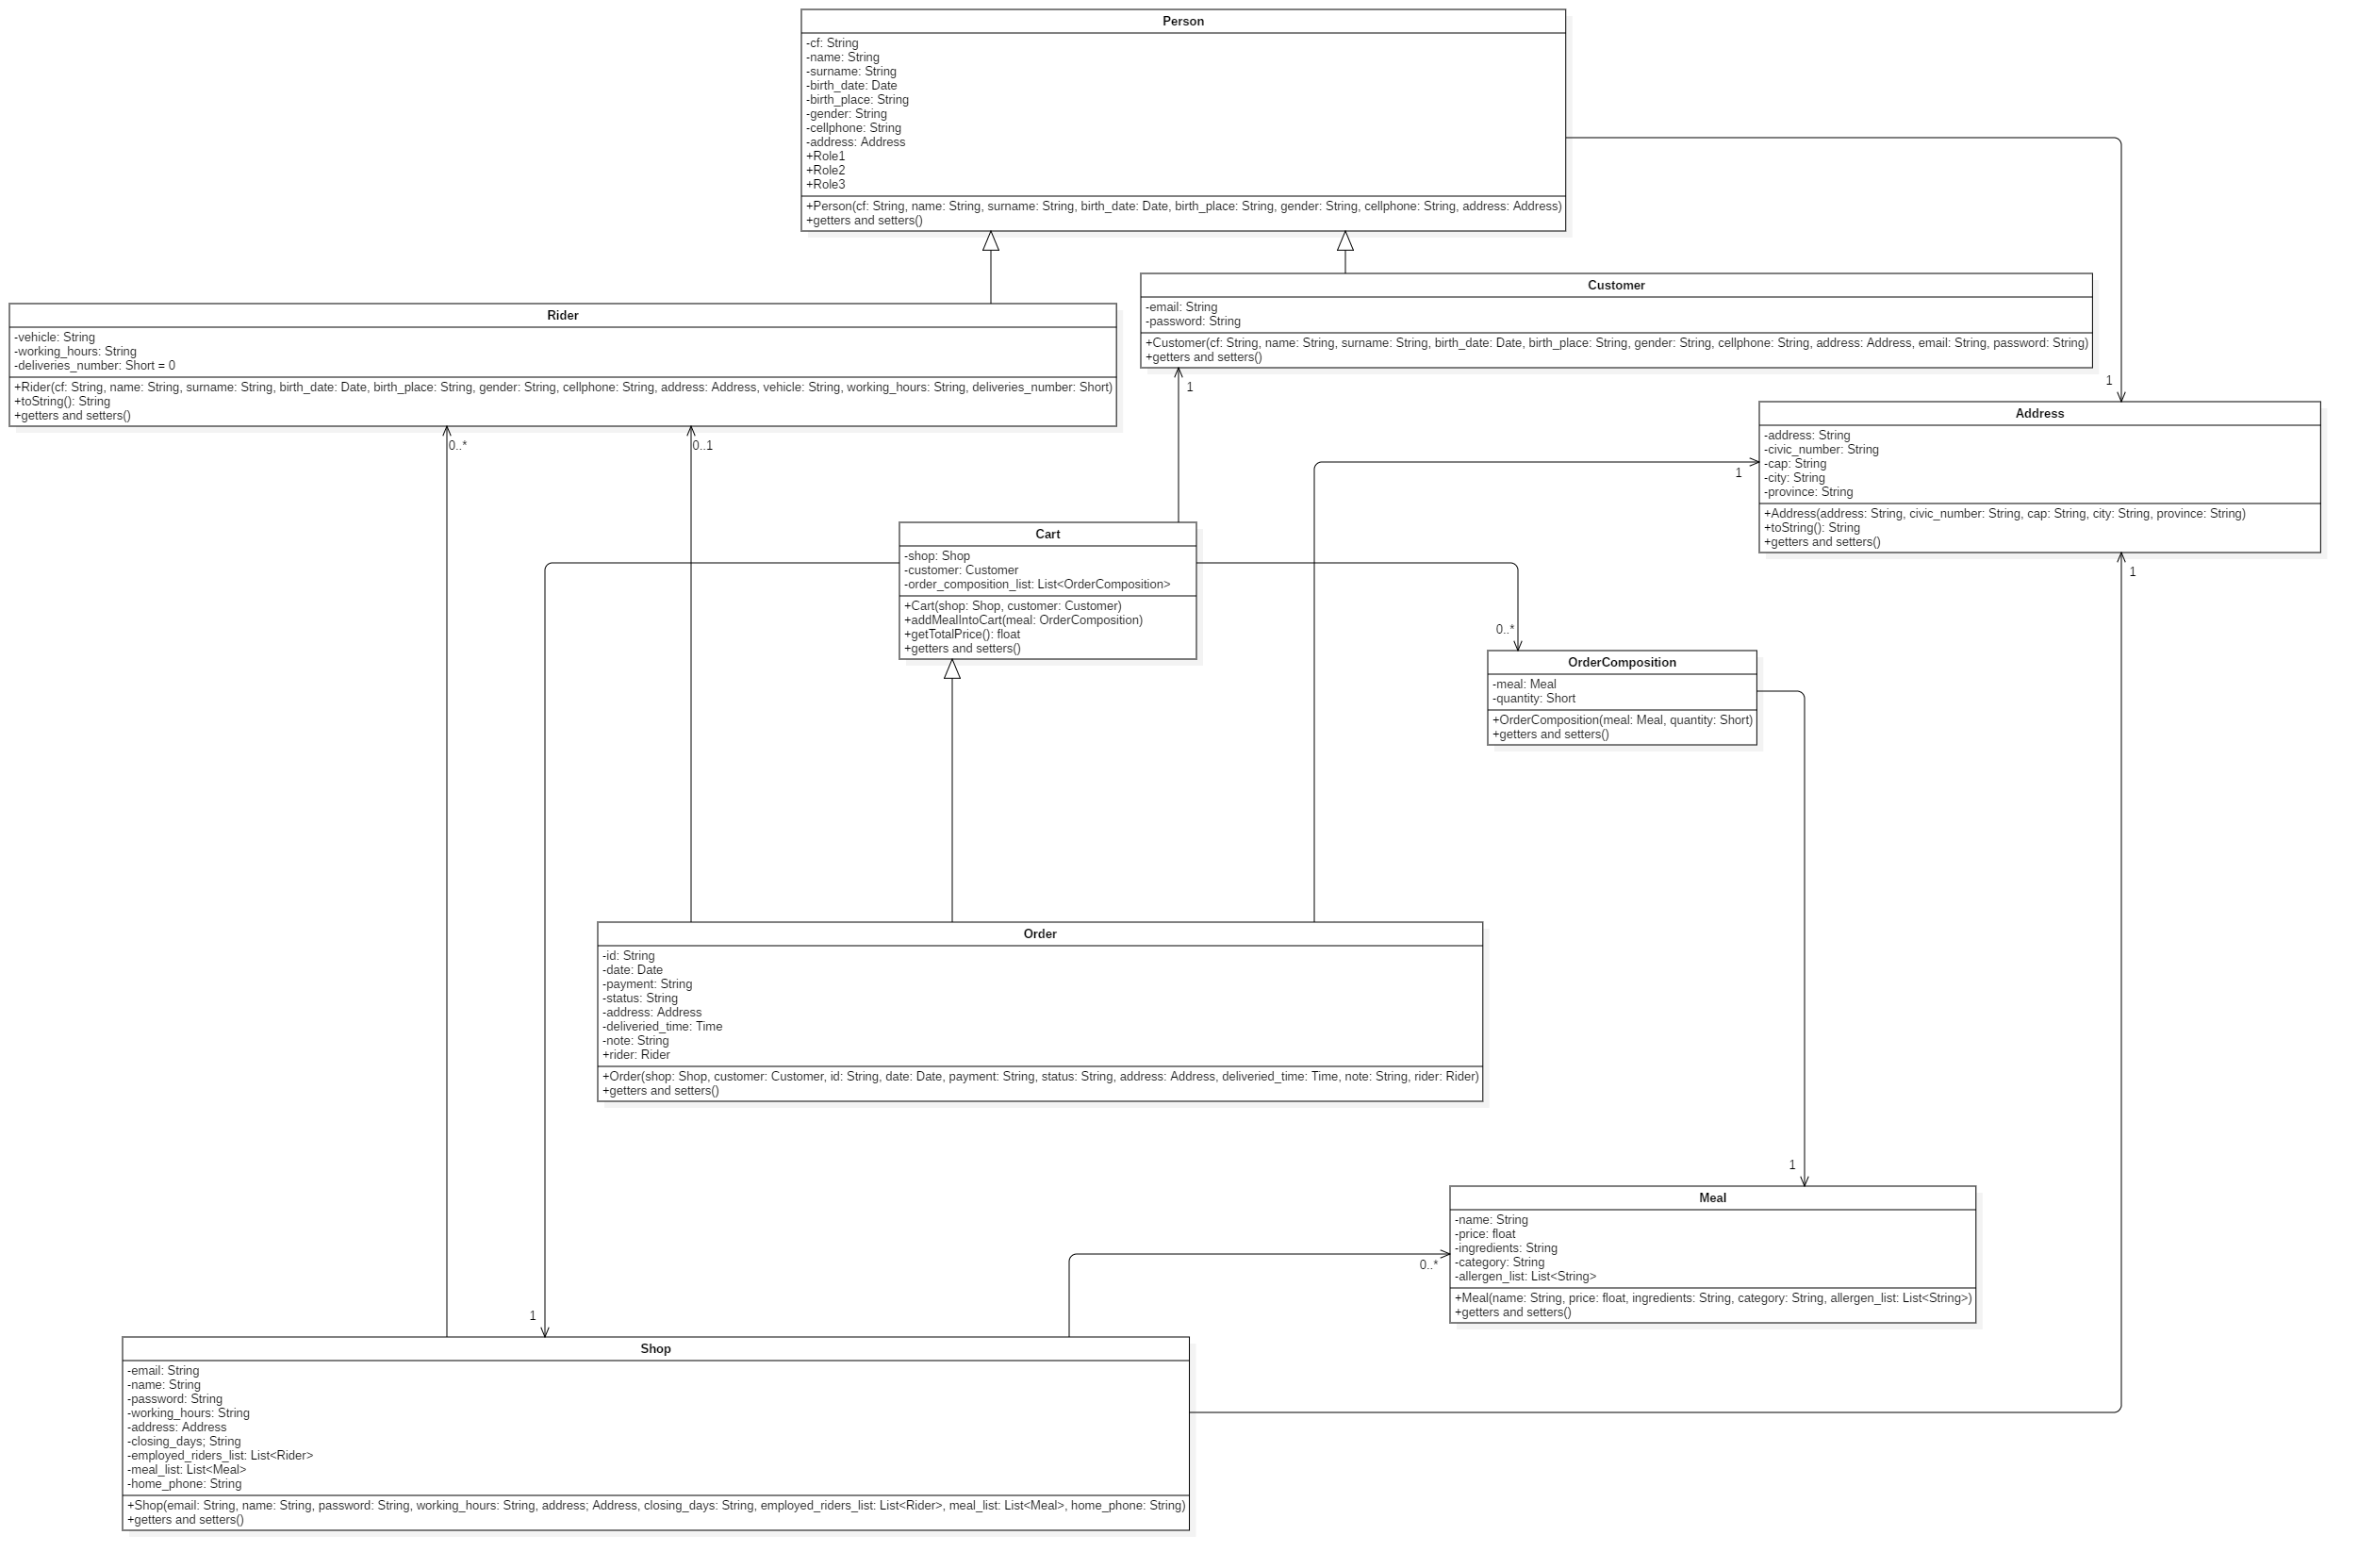 Person
-cf: String
-name: String
-surname: String
-birth_date: Date
-birth_place: String
-gender: String
-cellphone: String
-address: Address
+Role1
+Role2
+Role3
+Person(cf: String, name: String, surname: String, birth_date: Date, birth_place: String, gender: String, cellphone: String, address: Address)
+getters and setters()
Customer
-email: String
-password: String
+Customer(cf: String, name: String, surname: String, birth_date: Date, birth_place: String, gender: String, cellphone: String, address: Address, email: String, password: String)
+getters and setters()
Rider
-vehicle: String
-working_hours: String
-deliveries_number: Short = 0
+Rider(cf: String, name: String, surname: String, birth_date: Date, birth_place: String, gender: String, cellphone: String, address: Address, vehicle: String, working_hours: String, deliveries_number: Short)
+toString(): String
+getters and setters()
1
1
0..*
0..1
Address
-address: String
-civic_number: String
-cap: String
-city: String
-province: String
+Address(address: String, civic_number: String, cap: String, city: String, province: String)
+toString(): String
+getters and setters()
1
1
Cart
-shop: Shop
-customer: Customer
-order_composition_list: List<OrderComposition>
+Cart(shop: Shop, customer: Customer)
+addMealIntoCart(meal: OrderComposition)
+getTotalPrice(): float
+getters and setters()
0..*
OrderComposition
-meal: Meal
-quantity: Short
+OrderComposition(meal: Meal, quantity: Short)
+getters and setters()
Order
-id: String
-date: Date
-payment: String
-status: String
-address: Address
-deliveried_time: Time
-note: String
+rider: Rider
+Order(shop: Shop, customer: Customer, id: String, date: Date, payment: String, status: String, address: Address, deliveried_time: Time, note: String, rider: Rider)
+getters and setters()
1
Meal
-name: String
-price: float
-ingredients: String
-category: String
-allergen_list: List<String>
+Meal(name: String, price: float, ingredients: String, category: String, allergen_list: List<String>)
+getters and setters()
0..*
1
Shop
-email: String
-name: String
-password: String
-working_hours: String
-address: Address
-closing_days; String
-employed_riders_list: List<Rider>
-meal_list: List<Meal>
-home_phone: String
+Shop(email: String, name: String, password: String, working_hours: String, address; Address, closing_days: String, employed_riders_list: List<Rider>, meal_list: List<Meal>, home_phone: String)
+getters and setters()